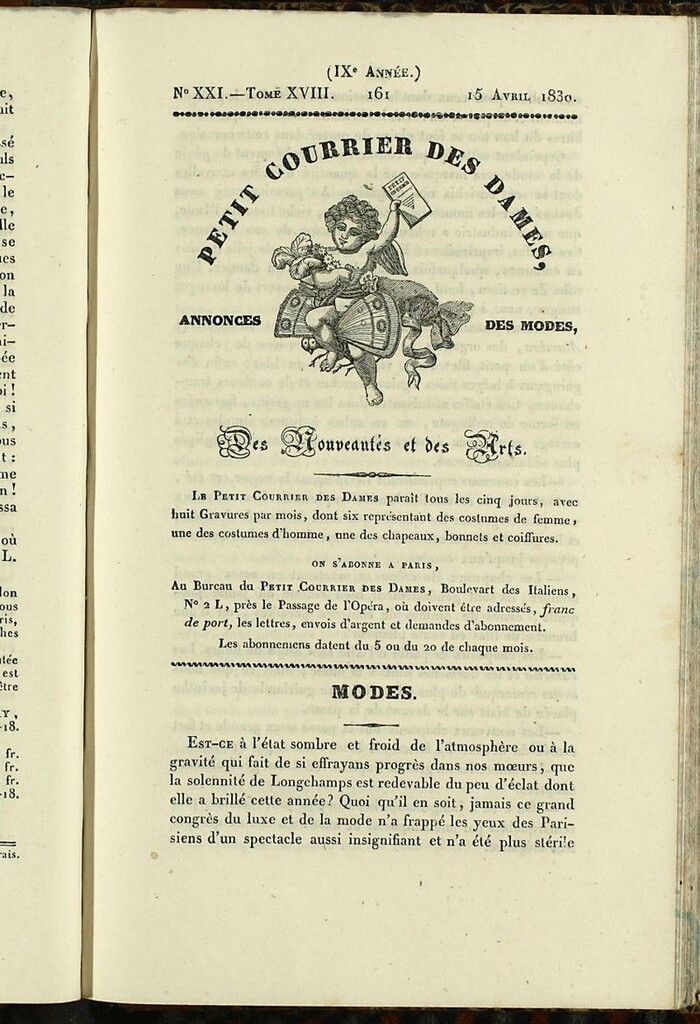 (IXe ANNÉE.)
No XXI.—TOME XVIII. 161 15 AVRIL 1830.
PETIT COURRIER DES DAMES,
ANNONCES DES MODES,
Des Nouveautés et des Arts.
LE PETIT COURRIER DES DAMES paraît tous les cinq jours, avec
huit Gravures par mois, dont six représentant des costumes de femme,
une des costumes d'homme, une des chapeaux, bonnets et coiffures.
ON S'ABONNE A PARIS,
Au Bureau du PETIT COURRIER DES DAMES, Boulevart des Italiens,
No 2 L, près le Passage de l'Opéra, où doivent être adressés, franc
de port, les lettres, envois d'argent et demandes d'abonnement.
Les abonnemens datent du 5 ou du 20 de chaque mois.
MODES.
EST-CE à l'état sombre et froid de l'atmosphère ou à la
gravité qui fait de si effrayans progrès dans nos mœurs, que
la solennité de Longchamps est redevable du peu d'éclat dont
elle a brillé cette année? Quoi qu'il en soit, jamais ce grand
congrès du luxe et de la mode n'a frappé les yeux des Pari-
siens d'un spectacle aussi insignifiant et n'a été plus stérile